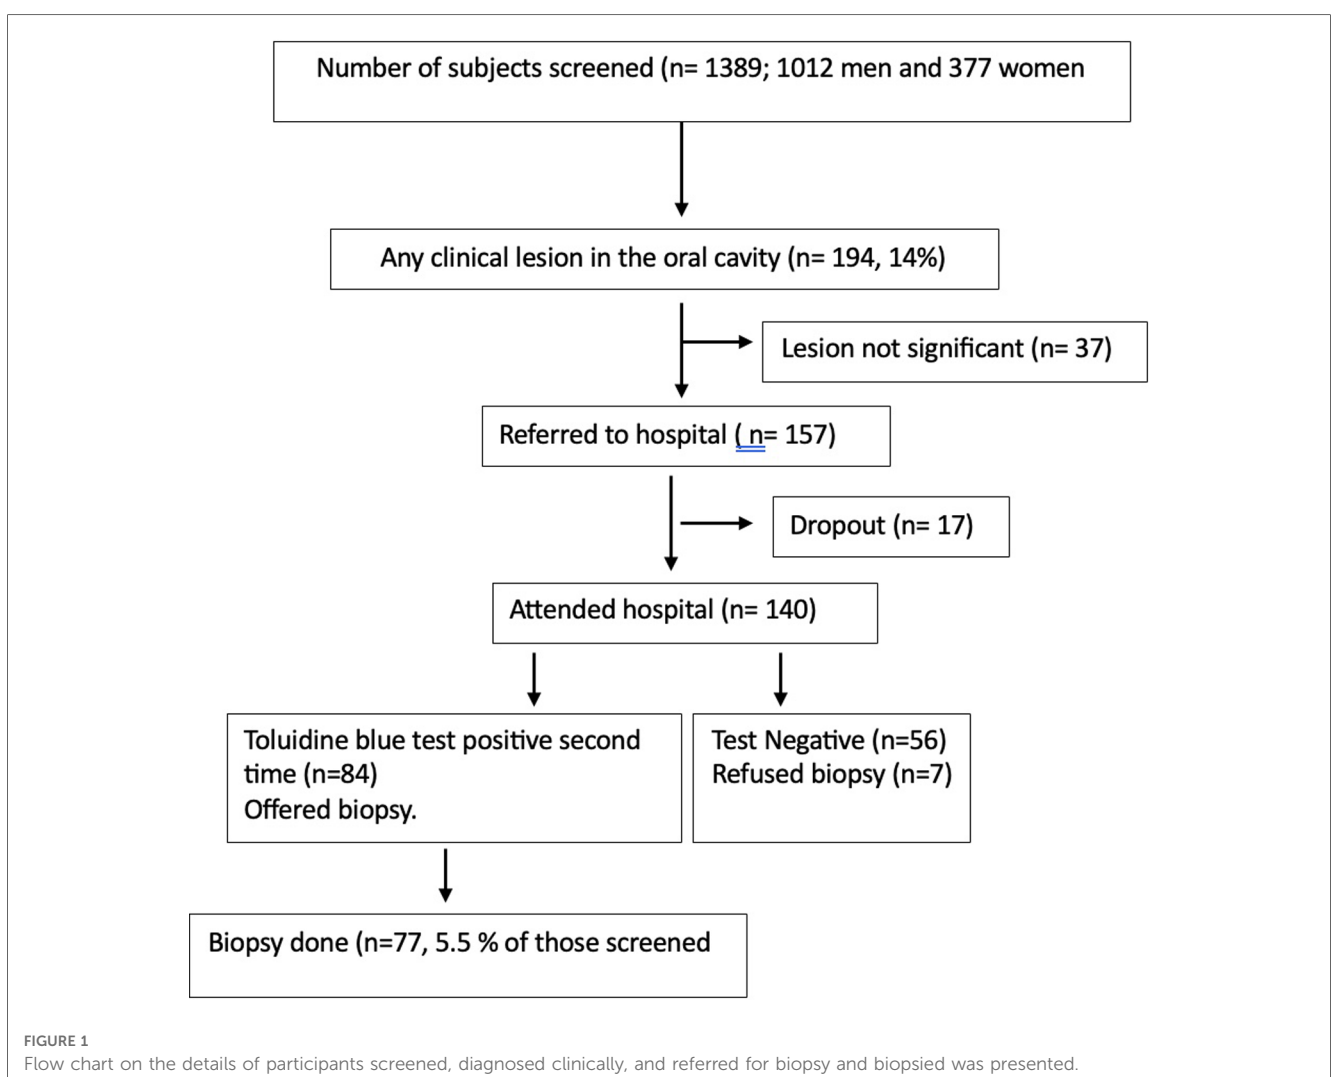 Number of subjects screened (n= 1389; 1012 men and 377 women
Any clinical lesion in the oral cavity (n= 194, 14%)
Lesion not significant (n= 37)
Referred to hospital ( n= 157)
Dropout (n= 17)
Attended hospital (n= 140)
Toluidine blue test positive second
time (n=84)
Offered biopsy.
Test Negative (n=56)
Refused biopsy (n=7)
Biopsy done (n=77, 5.5 % of those screened
FIGURE 1
Flow chart on the details of participants screened, diagnosed clinically, and referred for biopsy and biopsied was presented.